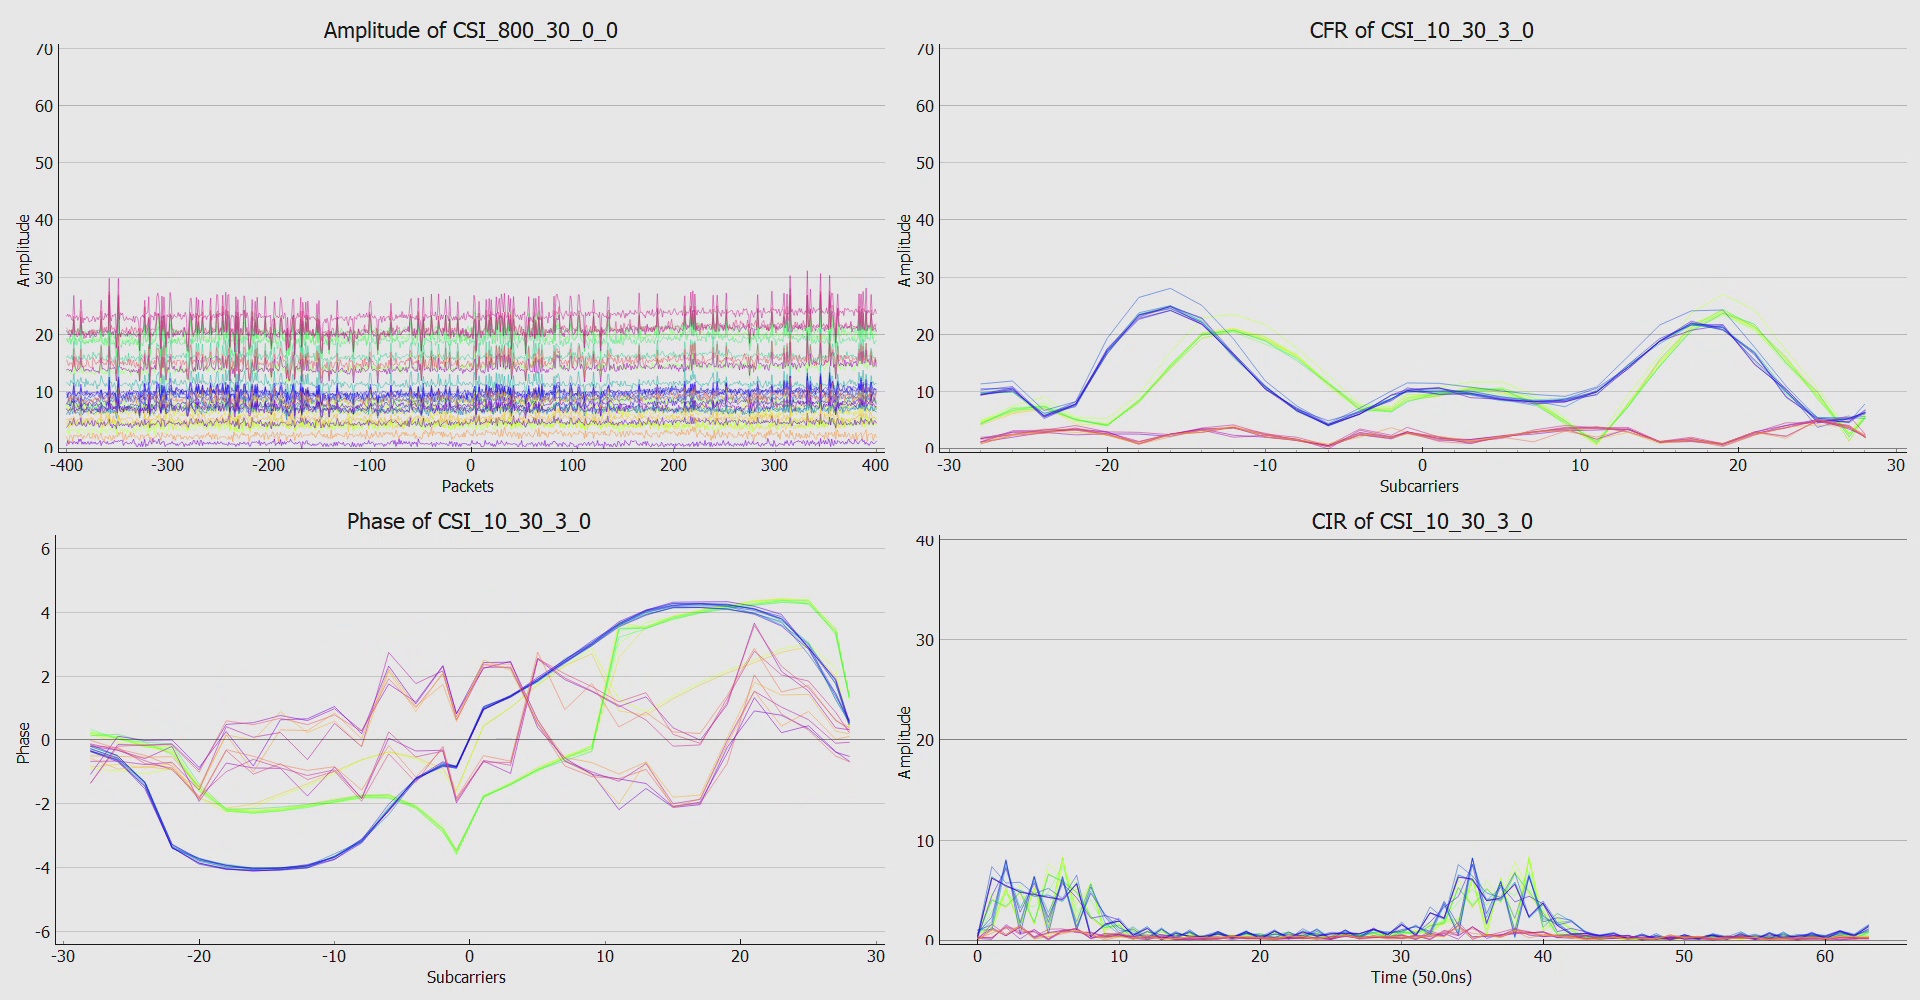 Amplitude of CSI_800_30_0_0
70
60
50
40
30
20
10
0
Amplitude
-400 -300 -200 -100 0 100 200 300 400
Packets
CFR of CSI_10_30_3_0
70
60
50
40
30
20
10
0
Amplitude
-30 -20 -10 0 10 20 30
Subcarriers
Phase of CSI_10_30_3_0
6
4
2
0
-2
-4
-6
Phase
-30 -20 -10 0 10 20 30
Subcarriers
CIR of CSI_10_30_3_0
40
30
20
10
0
Amplitude
0 10 20 30 40 50 60
Time (50.0ns)